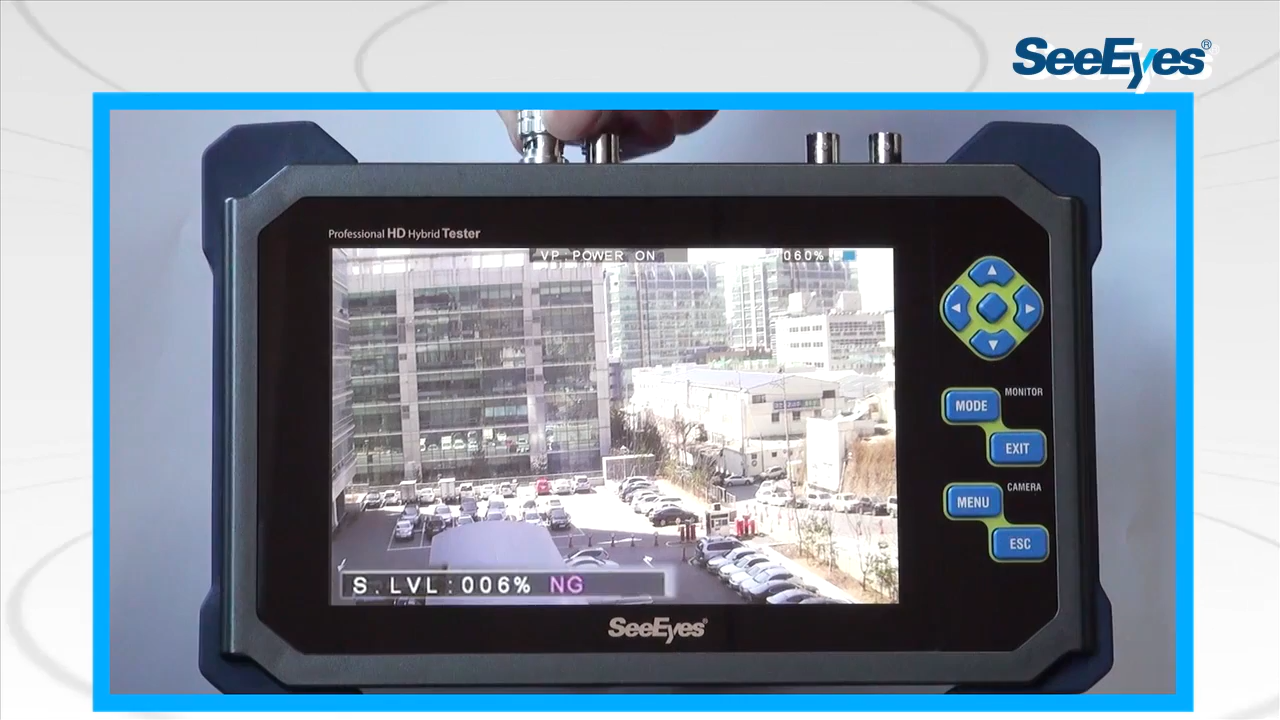 SeeEyes®
Professional HD Hybrid Tester
VP POWER ON
060%
MONITOR
MODE
EXIT
CAMERA
MENU
ESC
S.LVL:006% NG
SeeEyes®